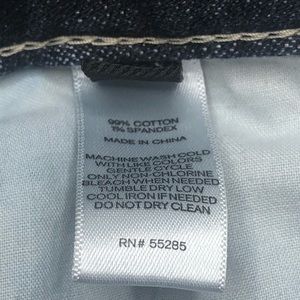 99% COTTON
1% SPANDEX
MADE IN CHINA
MACHINE WASH COLD
WITH LIKE COLORS
GENTLE CYCLE
ONLY NON-CHLORINE
BLEACH WHEN NEEDED
TUMBLE DRY LOW
COOL IRON IF NEEDED
DO NOT DRY CLEAN
RN# 55285